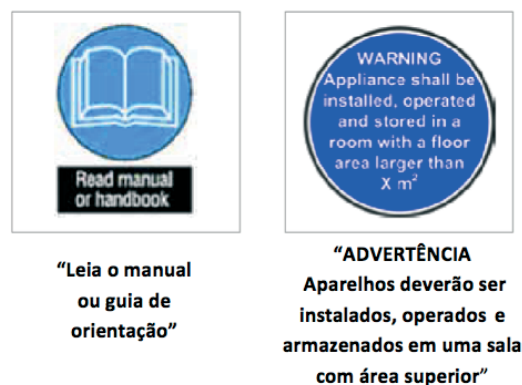 Read manual
or handbook
"Leia o manual
ou guia de
orientação"
WARNING
Appliance shall be
installed, operated
and stored in a
room with a floor
area larger than
X m²
"ADVERTÊNCIA
Aparelhos deverão ser
instalados, operados e
armazenados em uma sala
com área superior"